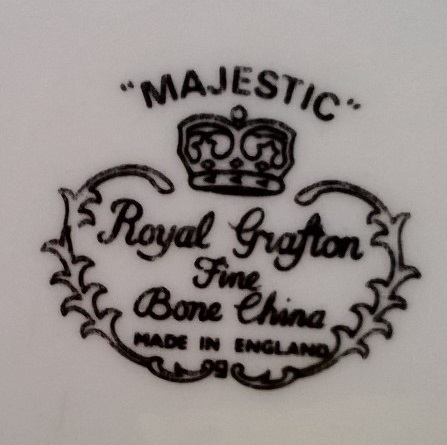 "MAJESTIC"
Royal Grafton
Fine
Bone China
MADE IN ENGLAND